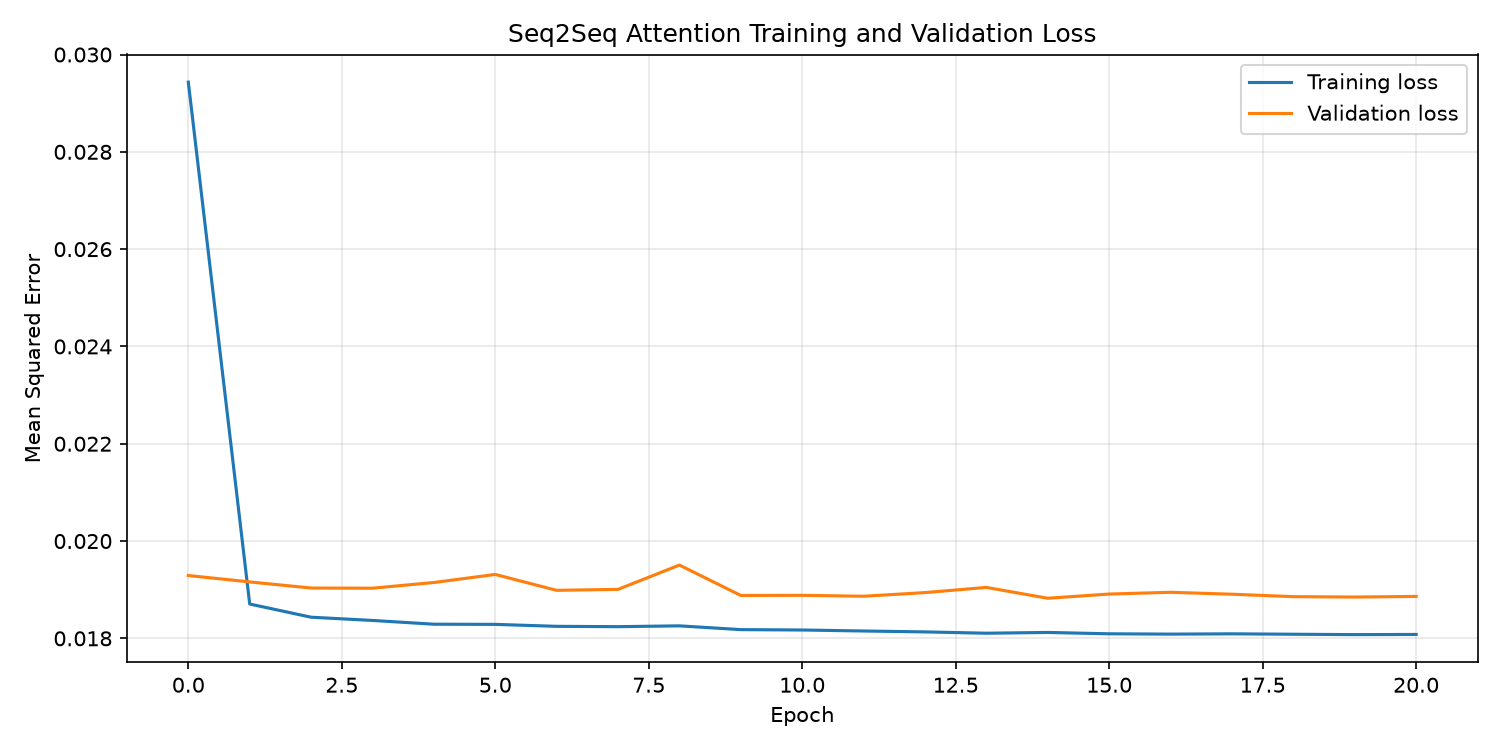 Seq2Seq Attention Training and Validation Loss
0.030
0.028
0.026
0.024
0.022
0.020
0.018
Mean Squared Error
Training loss
Validation loss
0.0 2.5 5.0 7.5 10.0 12.5 15.0 17.5 20.0
Epoch